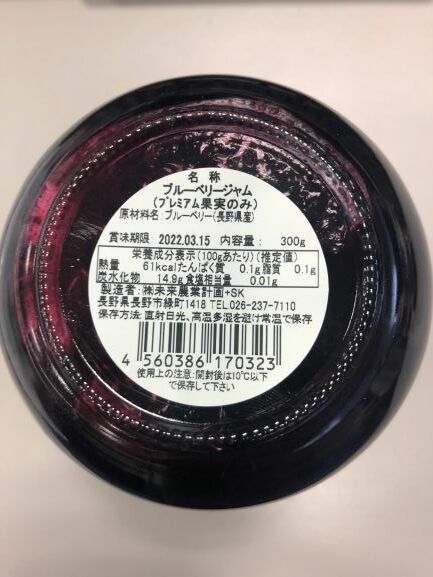 名 称
ブルーベリージャム
(プレミアム果実のみ)
原材料名: ブルーベリー(長野県産)
賞味期限: 2022.03.15 内容量: 300g
栄養成分表示(100gあたり)(推定値)
熱量 61kcalたんぱく質 0.1g脂質 0.1g
炭水化物 14.9g食塩相当量 0.01g
製造者:㈱未来農業計画+SK
長野県長野市緑町1418 TEL026-237-7110
保存方法:直射日光、高温多湿を避け常温で保存
4 560386 170323
使用上の注意:開封後は10℃以下
で保存して下さい